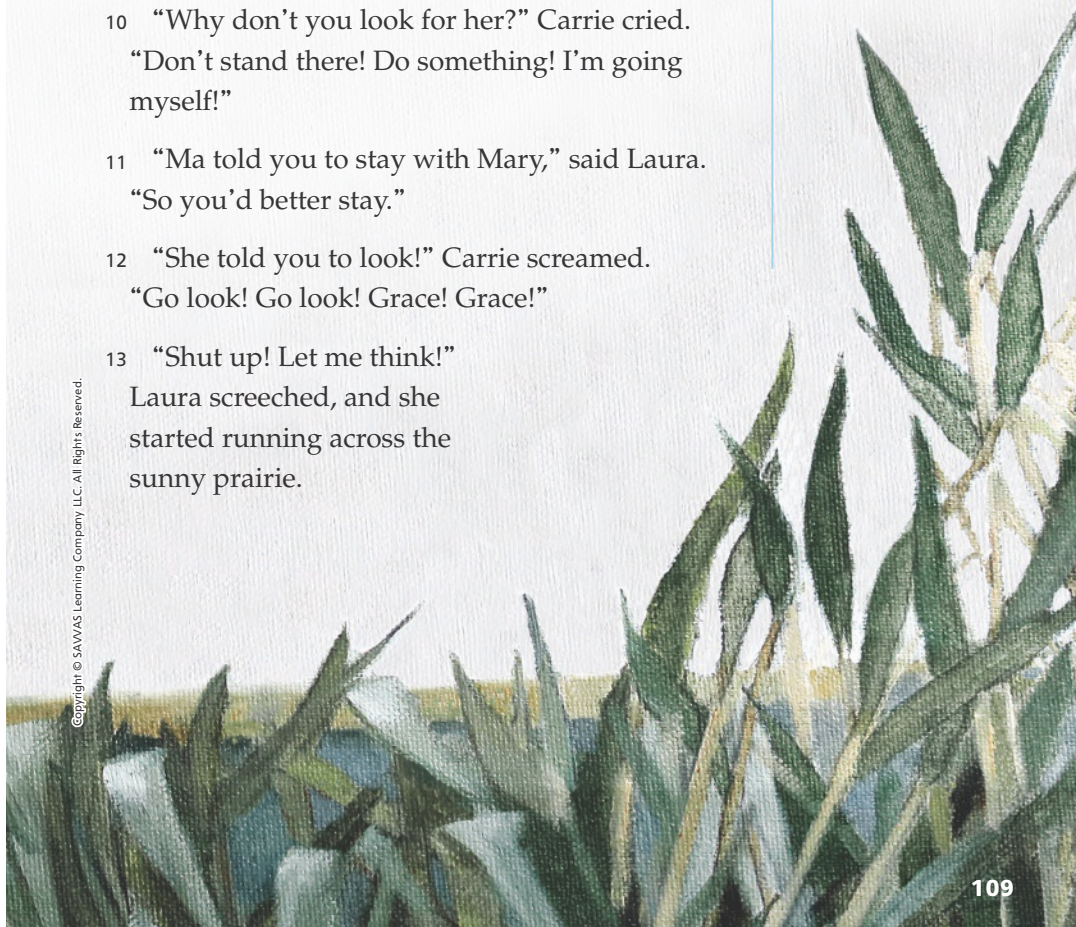 10 “Why don’t you look for her?” Carrie cried.
“Don’t stand there! Do something! I’m going
myself!”
11 “Ma told you to stay with Mary,” said Laura.
“So you’d better stay.”
12 “She told you to look!” Carrie screamed.
“Go look! Go look! Grace! Grace!”
13 “Shut up! Let me think!”
Laura screeched, and she
started running across the
sunny prairie.
Copyright © SAVVAS Learning Company LLC. All Rights Reserved.
109